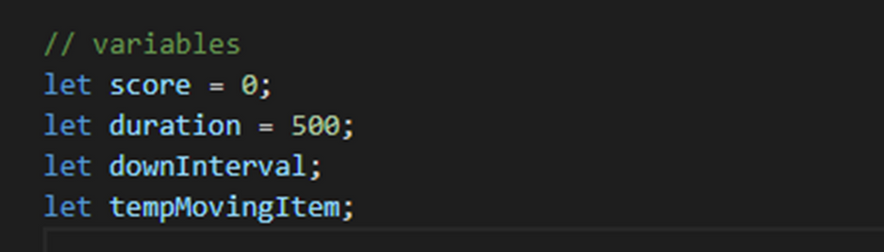 // variables
let score = 0;
let duration = 500;
let downInterval;
let tempMovingItem;